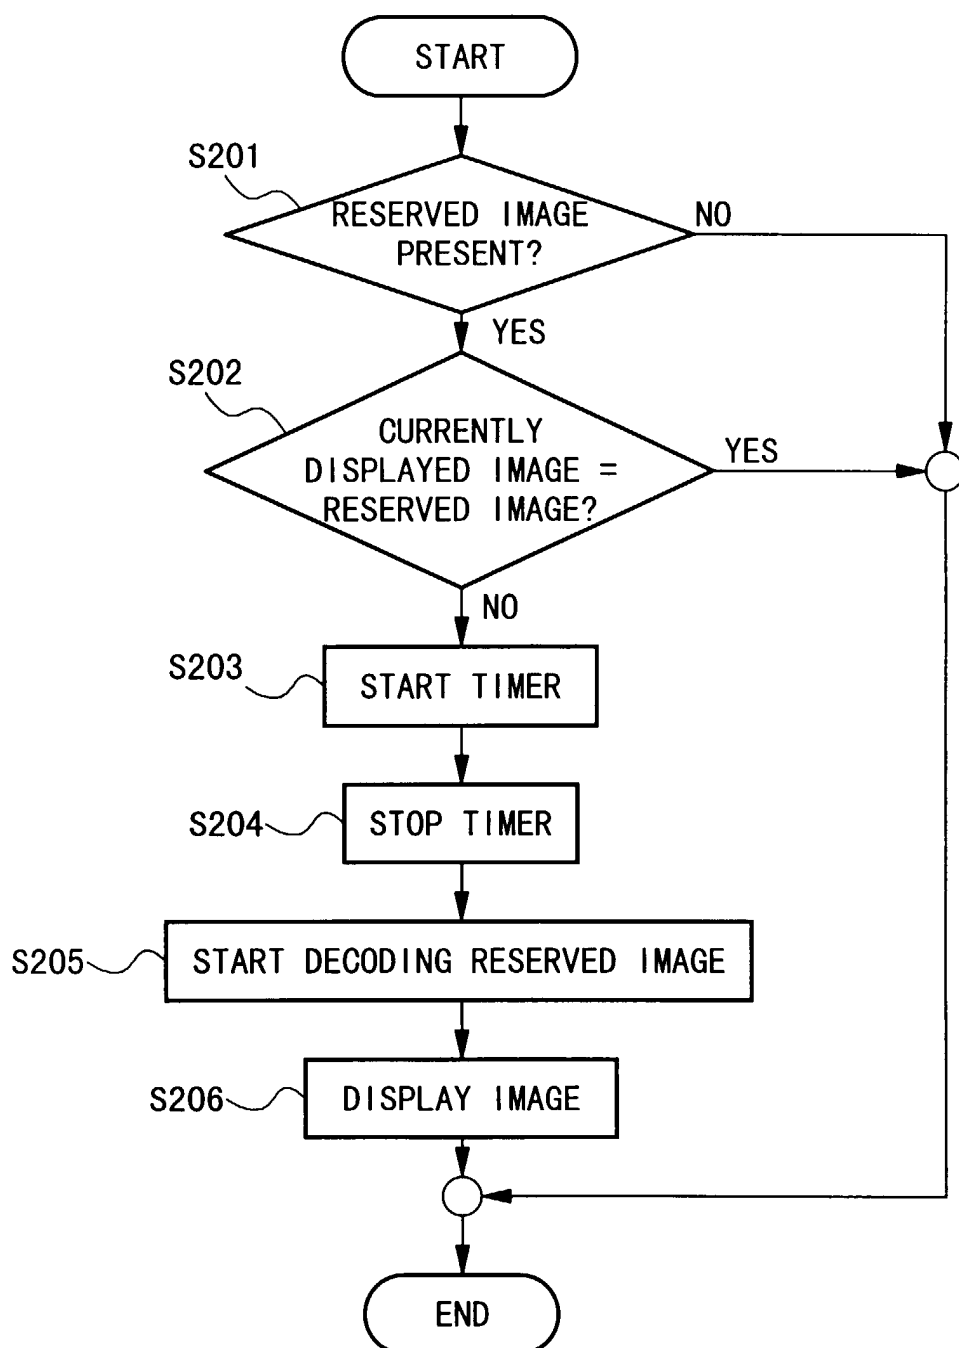 START
S201
RESERVED IMAGE
PRESENT?
NO
YES
S202
CURRENTLY
DISPLAYED IMAGE =
RESERVED IMAGE?
YES
NO
S203
START TIMER
S204
STOP TIMER
S205
START DECODING RESERVED IMAGE
S206
DISPLAY IMAGE
END